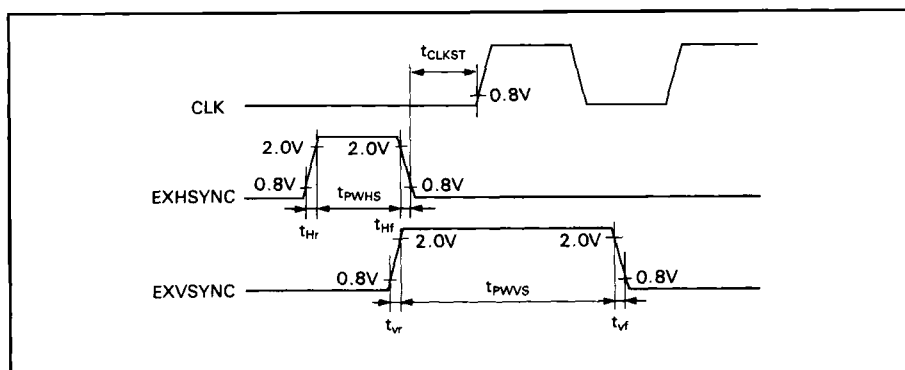 tCLKST
CLK
0.8V
2.0V 2.0V
0.8V tPWHS 0.8V
EXHSYNC
tHr tHf
2.0V 2.0V
0.8V tPWVS 0.8V
EXVSYNC
tvr tvf